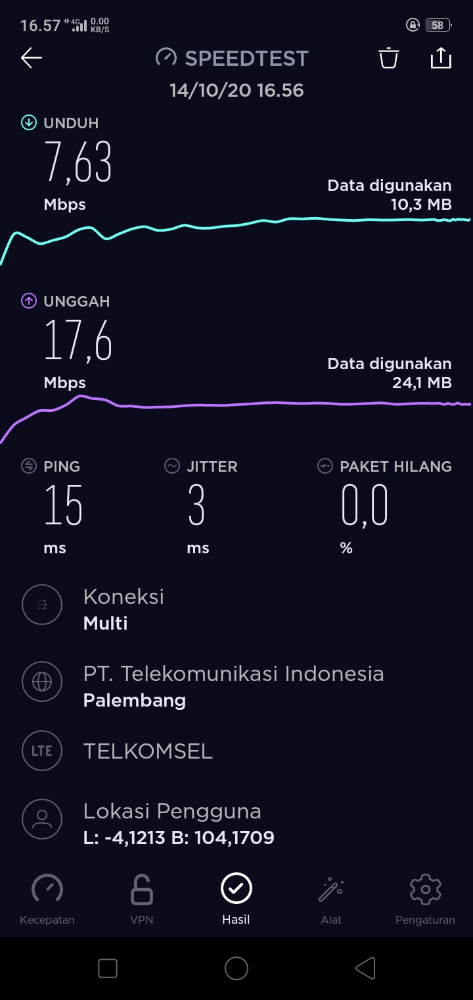 16.57 4G 0.00 KB/S 58
SPEEDTEST
14/10/20 16.56
UNDUH
7,63
Mbps
Data digunakan
10,3 MB
UNGGAH
17,6
Mbps
Data digunakan
24,1 MB
PING JITTER PAKET HILANG
15 3 0,0
ms ms %
Koneksi
Multi
PT. Telekomunikasi Indonesia
Palembang
LTE TELKOMSEL
Lokasi Pengguna
L: -4,1213 B: 104,1709
Kecepatan VPN Hasil Alat Pengaturan